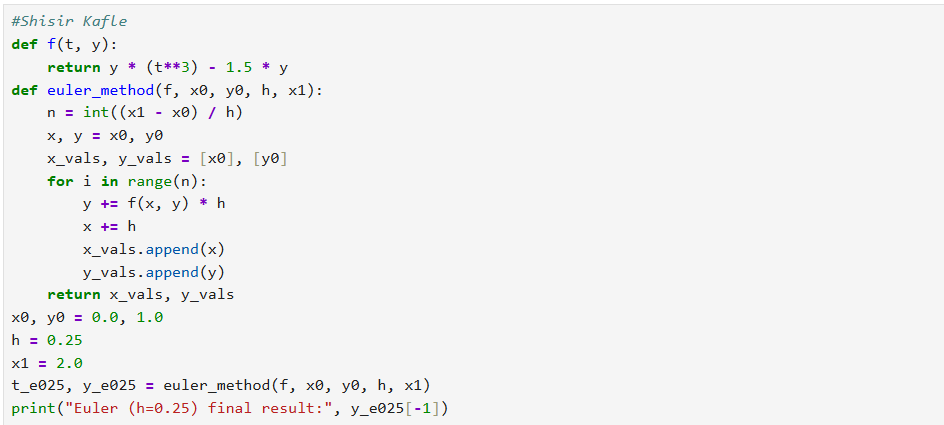 #Shisir Kafle
def f(t, y):
    return y * (t**3) - 1.5 * y
def euler_method(f, x0, y0, h, x1):
    n = int((x1 - x0) / h)
    x, y = x0, y0
    x_vals, y_vals = [x0], [y0]
    for i in range(n):
        y += f(x, y) * h
        x += h
        x_vals.append(x)
        y_vals.append(y)
    return x_vals, y_vals
x0, y0 = 0.0, 1.0
h = 0.25
x1 = 2.0
t_e025, y_e025 = euler_method(f, x0, y0, h, x1)
print("Euler (h=0.25) final result:", y_e025[-1])